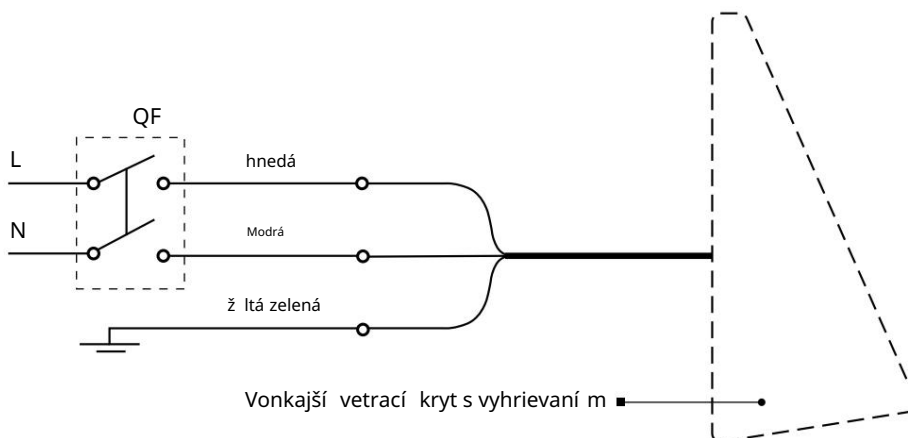 QF
L
hnedá
N
Modrá
ž ltá zelená
Vonkajší vetrací kryt s vyhrievaní m